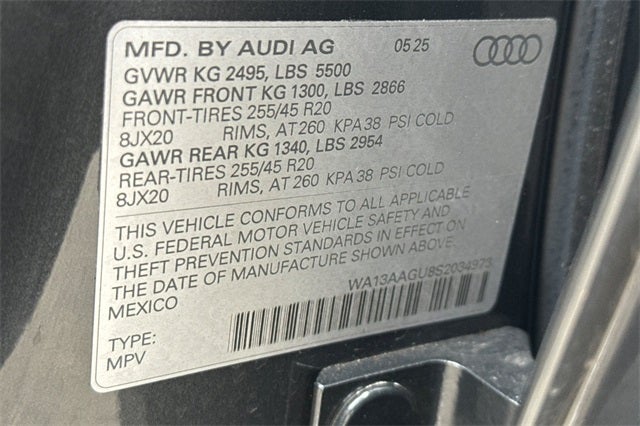 MFD. BY AUDI AG 05 25
GVWR KG 2495, LBS 5500
GAWR FRONT KG 1300, LBS 2866
FRONT-TIRES 255/45 R20
8JX20 RIMS, AT 260 KPA 38 PSI COLD
GAWR REAR KG 1340, LBS 2954
REAR-TIRES 255/45 R20
8JX20 RIMS, AT 260 KPA 38 PSI COLD
THIS VEHICLE CONFORMS TO ALL APPLICABLE
U.S. FEDERAL MOTOR VEHICLE SAFETY AND
THEFT PREVENTION STANDARDS IN EFFECT ON
THE DATE OF MANUFACTURE SHOWN ABOVE.
MEXICO
WA13AAGU8S2034973
TYPE:
MPV